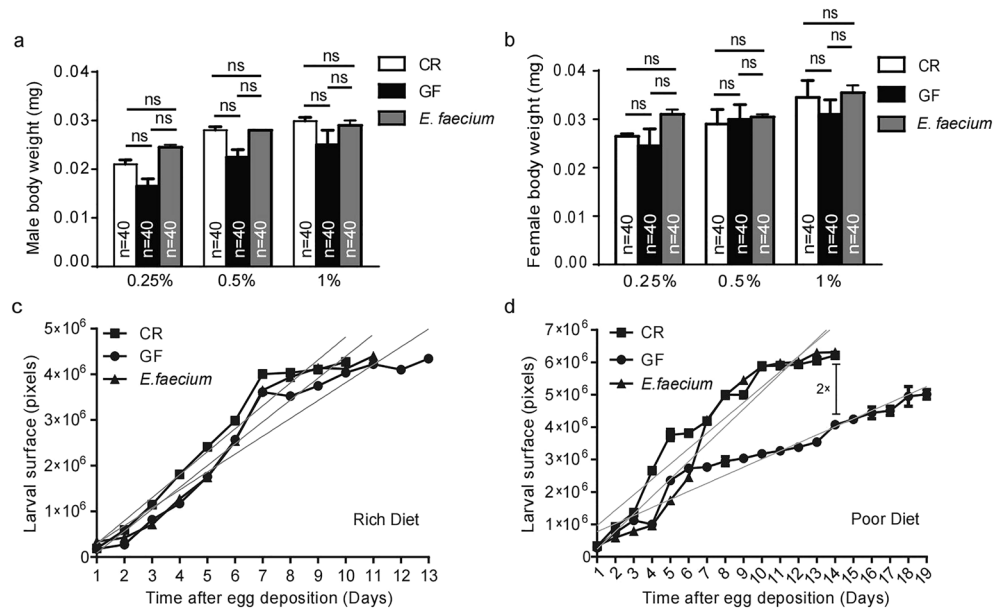 a
ns
ns
ns
ns
ns
ns
ns
ns
ns
CR
GF
E. faecium
Male body weight (mg)
0.04
0.03
0.02
0.01
0.00
n=40
n=40
n=40
n=40
n=40
n=40
n=40
n=40
n=40
0.25%
0.5%
1%
b
ns
ns
ns
ns
ns
ns
ns
ns
ns
CR
GF
E. faecium
Female body weight (mg)
0.04
0.03
0.02
0.01
0.00
n=40
n=40
n=40
n=40
n=40
n=40
n=40
n=40
n=40
0.25%
0.5%
1%
c
CR
GF
E.faecium
Larval surface (pixels)
5×10⁶
4×10⁶
3×10⁶
2×10⁶
1×10⁶
0
Rich Diet
1 2 3 4 5 6 7 8 9 10 11 12 13
Time after egg deposition (Days)
d
CR
GF
E.faecium
Larval surface (pixels)
7×10⁶
6×10⁶
5×10⁶
4×10⁶
3×10⁶
2×10⁶
1×10⁶
0
2×
Poor Diet
1 2 3 4 5 6 7 8 9 10 11 12 13 14 15 16 17 18 19
Time after egg deposition (Days)